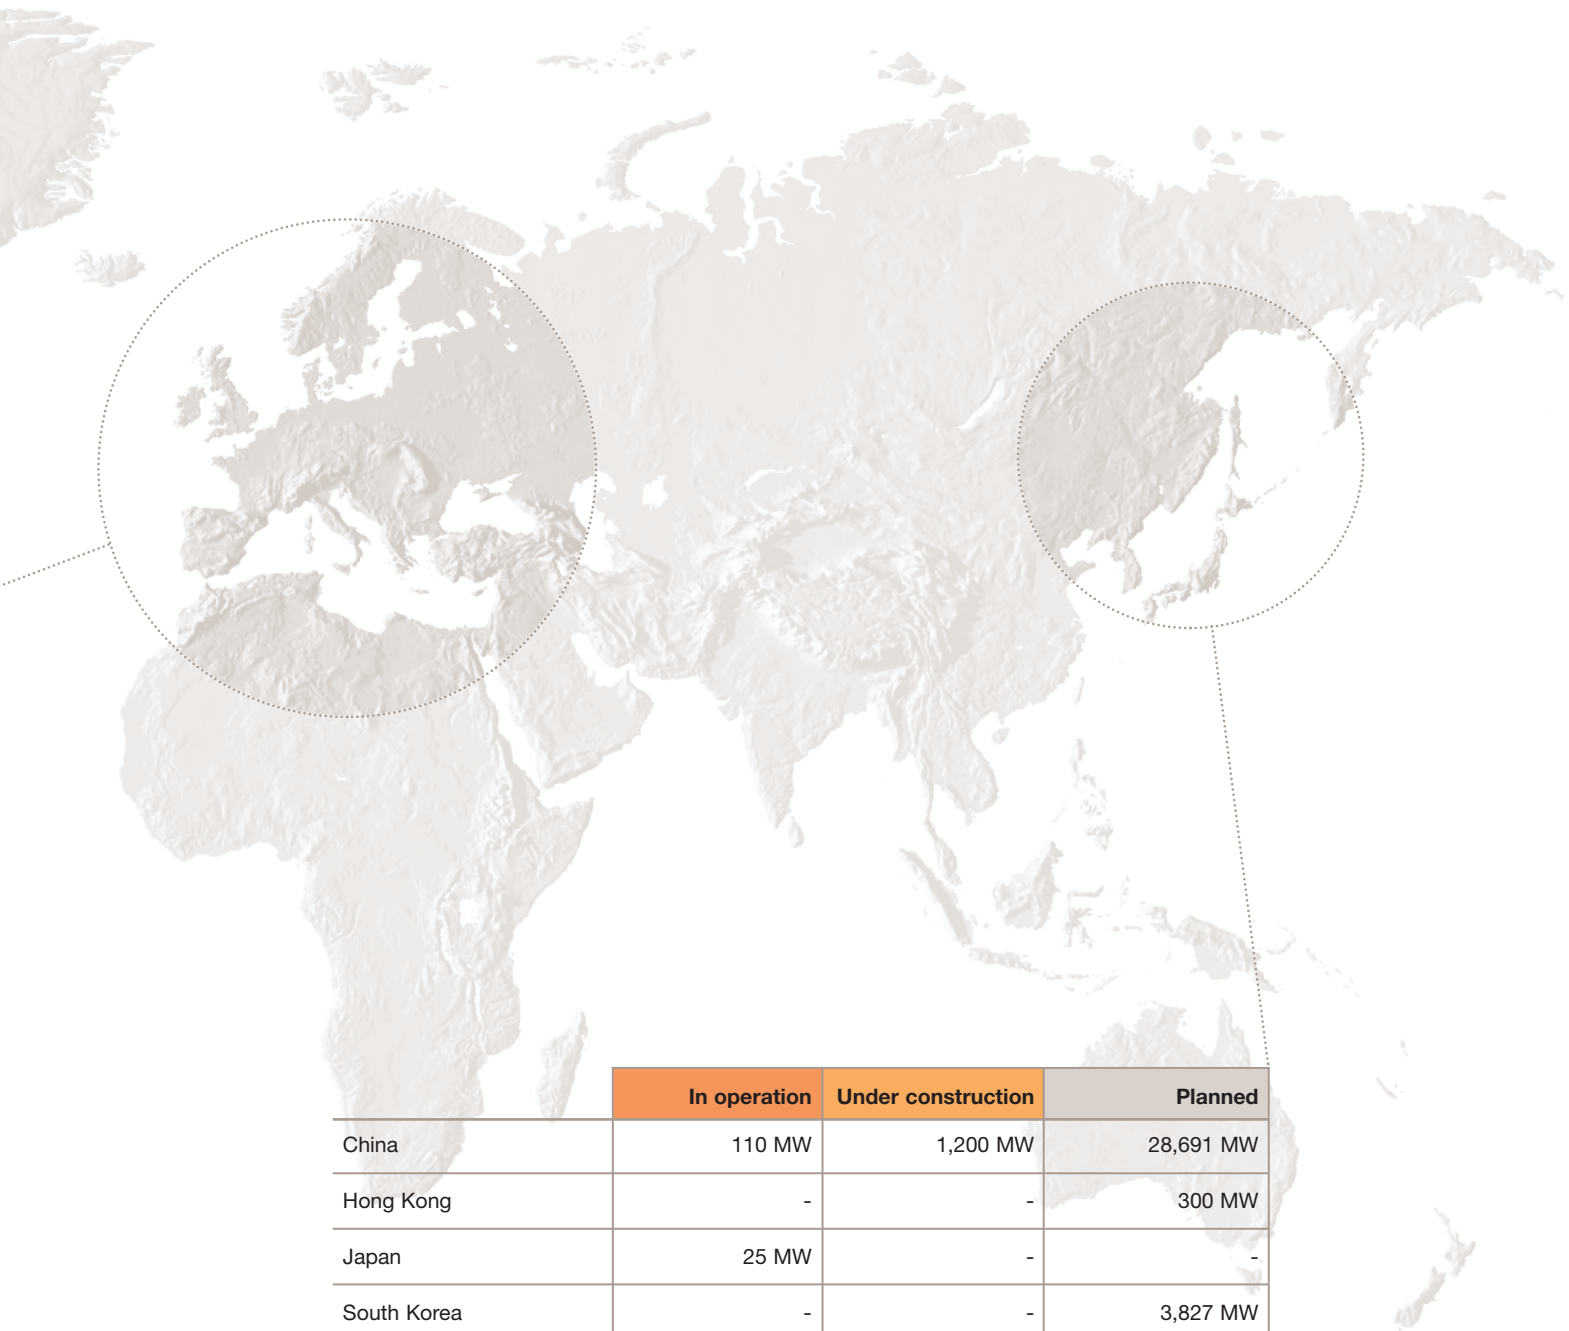 In operation Under construction Planned
China 110 MW 1,200 MW 28,691 MW
Hong Kong - - 300 MW
Japan 25 MW - -
South Korea - - 3,827 MW